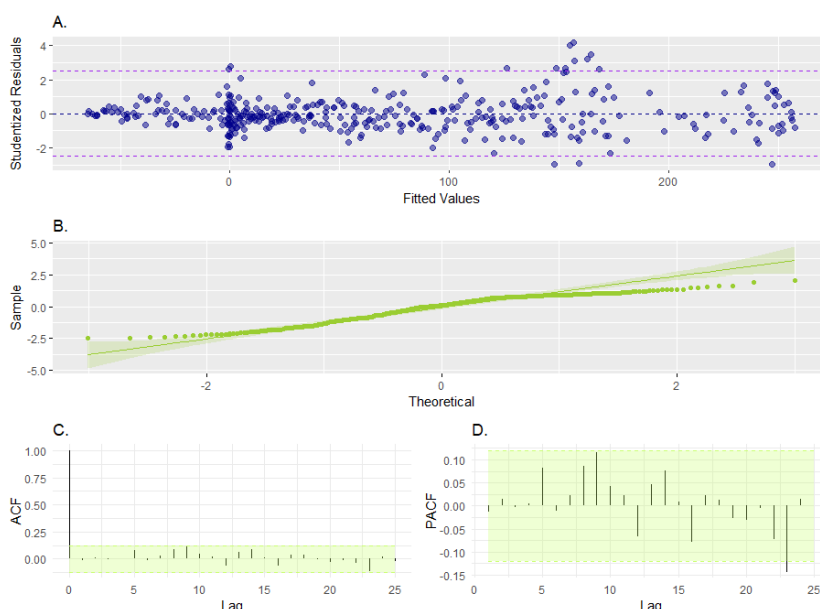 A.
4
2
0
-2
Studentized Residuals
0 100 200
Fitted Values
B.
5.0
2.5
0.0
-2.5
-5.0
Sample
-2 0 2
Theoretical
C.
1.00
0.75
0.50
0.25
0.00
ACF
0 5 10 15 20 25
Lag
D.
0.10
0.05
0.00
-0.05
-0.10
-0.15
PACF
0 5 10 15 20 25
Lag